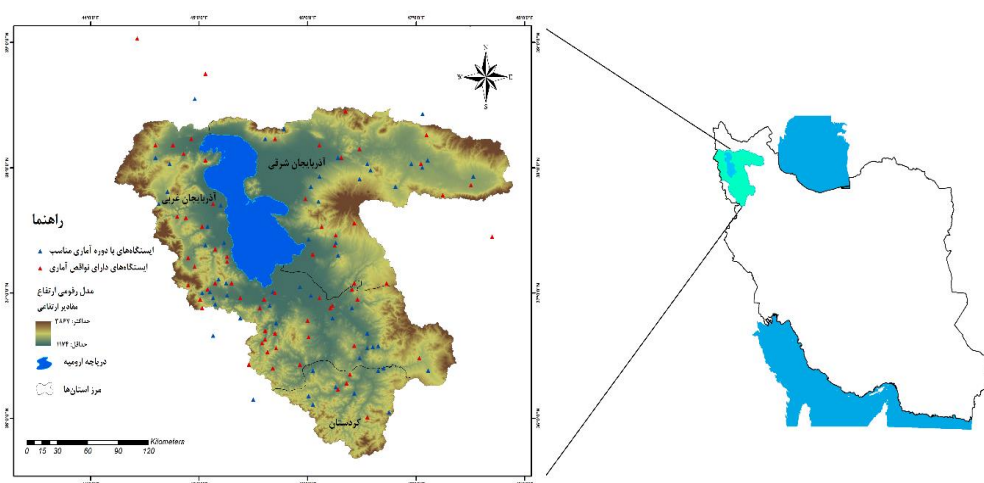 N
W E
S
آذربایجان شرقی
آذربایجان غربی
کردستان
راهنما
ایستگاه‌های با دوره آماری مناسب
ایستگاه‌های دارای نواقص آماری
مدل رقومی ارتفاع
مقادیر ارتفاعی
حداکثر: ۳۸۶۷
حداقل: ۱۱۷۴
دریاچه ارومیه
مرز استان‌ها
Kilometers
0 15 30 60 90 120